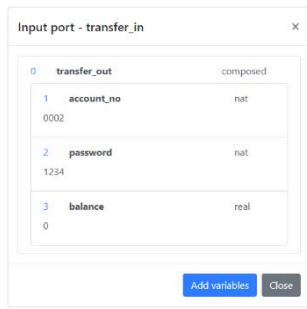 Input port - transfer_in ×
0 transfer_out composed
1 account_no nat
0002
2 password nat
1234
3 balance real
0
Add variables Close